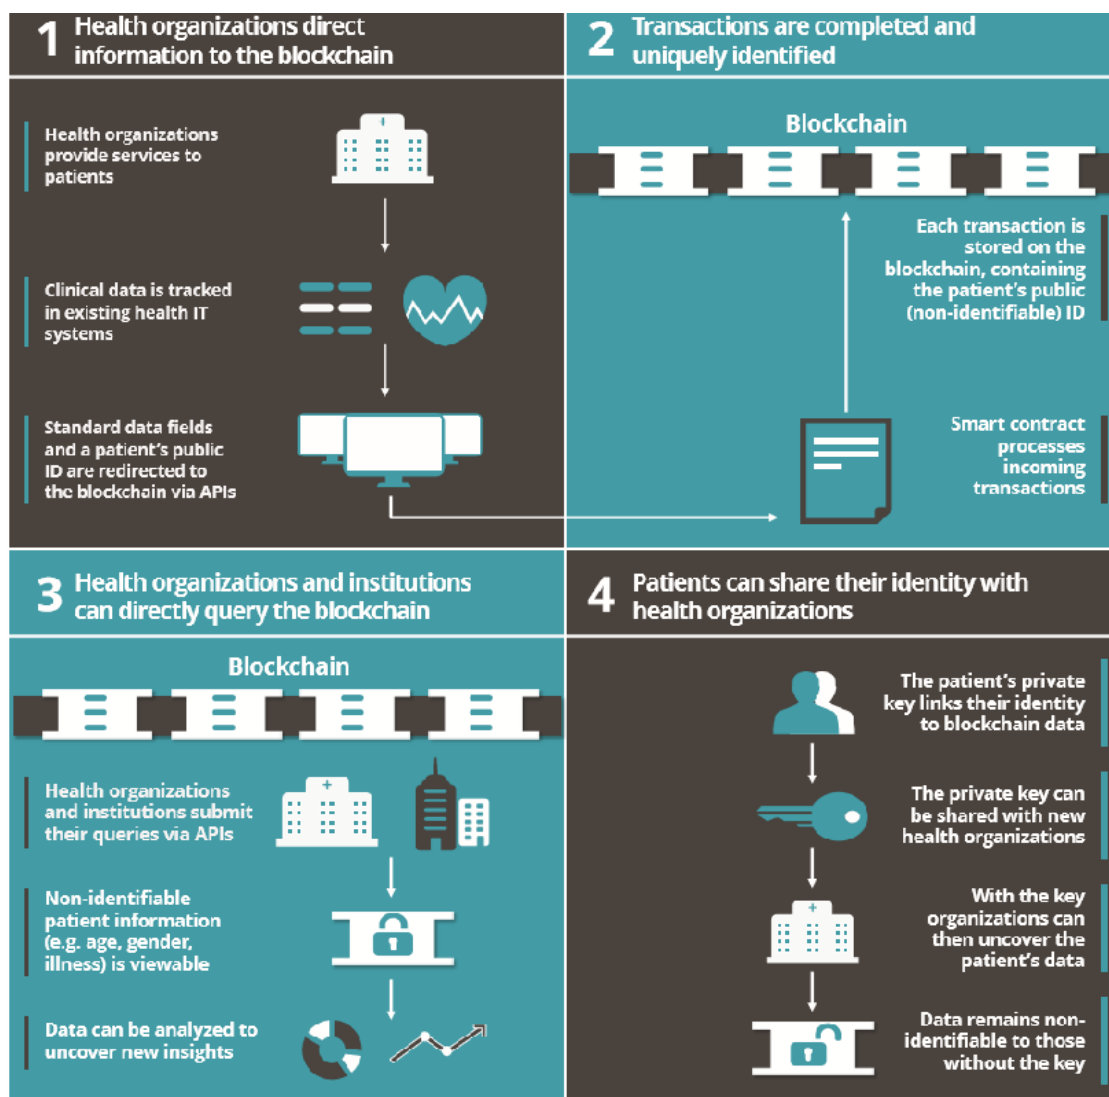 1 Health organizations direct
information to the blockchain
Health organizations
provide services to
patients
Clinical data is tracked
in existing health IT
systems
Standard data fields
and a patient's public
ID are redirected to
the blockchain via APIs
2 Transactions are completed and
uniquely identified
Blockchain
Each transaction is
stored on the
blockchain, containing
the patient's public
(non-identifiable) ID
Smart contract
processes
incoming
transactions
3 Health organizations and institutions
can directly query the blockchain
Blockchain
Health organizations
and institutions submit
their queries via APIs
Non-identifiable
patient information
(e.g. age, gender,
illness) is viewable
Data can be analyzed to
uncover new insights
4 Patients can share their identity with
health organizations
The patient's private
key links their identity
to blockchain data
The private key can
be shared with new
health organizations
With the key
organizations can
then uncover the
patient's data
Data remains non-
identifiable to those
without the key